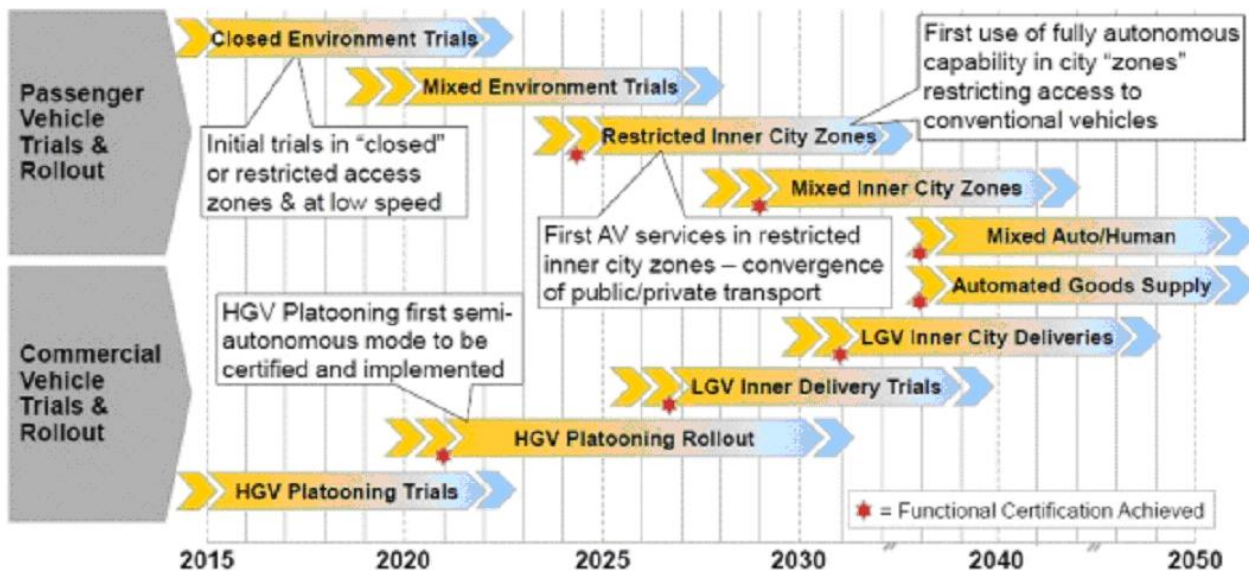 Closed Environment Trials
Mixed Environment Trials
Restricted Inner City Zones
Mixed Inner City Zones
Mixed Auto/Human
Passenger
Vehicle
Trials &
Rollout
Initial trials in "closed"
or restricted access
zones & at low speed
First use of fully autonomous
capability in city "zones"
restricting access to
conventional vehicles
First AV services in restricted
inner city zones – convergence
of public/private transport
Commercial
Vehicle
Trials &
Rollout
HGV Platooning first semi-
autonomous mode to be
certified and implemented
Automated Goods Supply
LGV Inner City Deliveries
LGV Inner Delivery Trials
HGV Platooning Rollout
HGV Platooning Trials
= Functional Certification Achieved
2015
2020
2025
2030
2040
2050